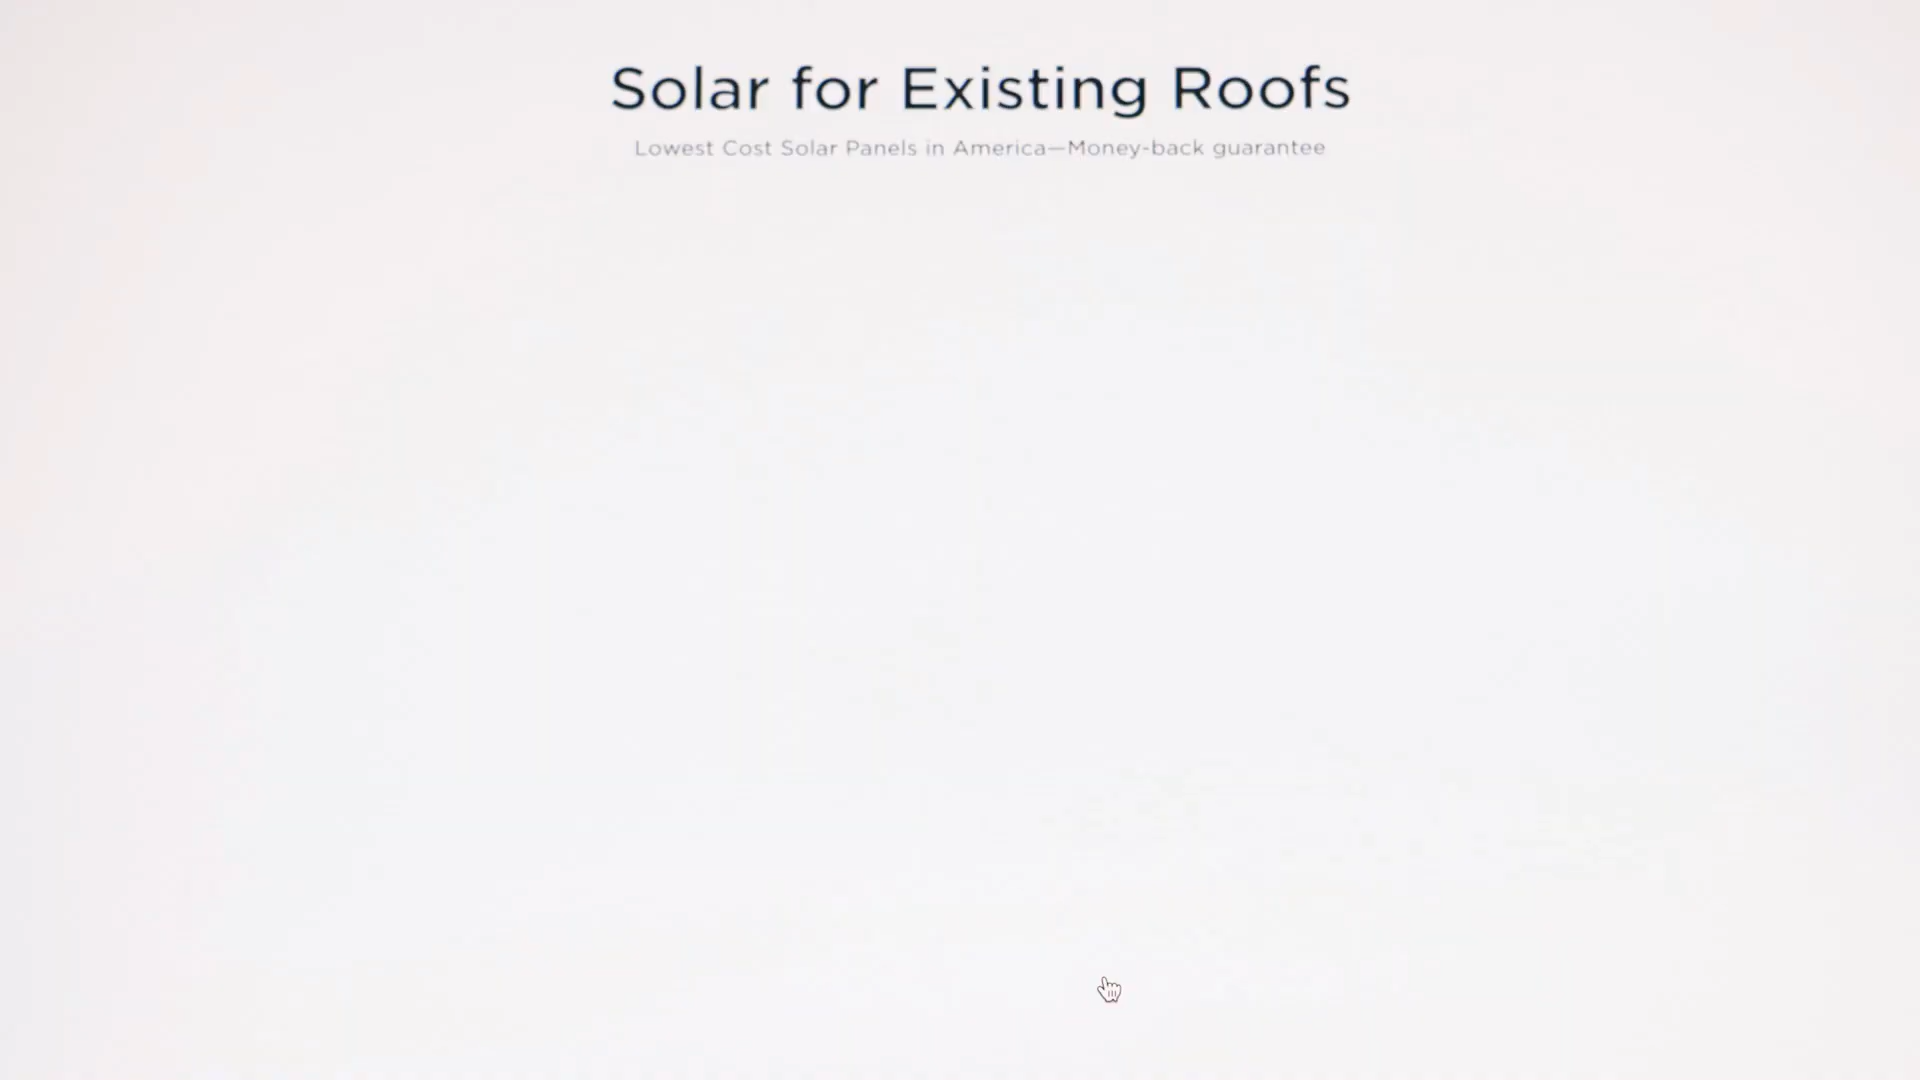 Solar for Existing Roofs
Lowest Cost Solar Panels in America—Money-back guarantee